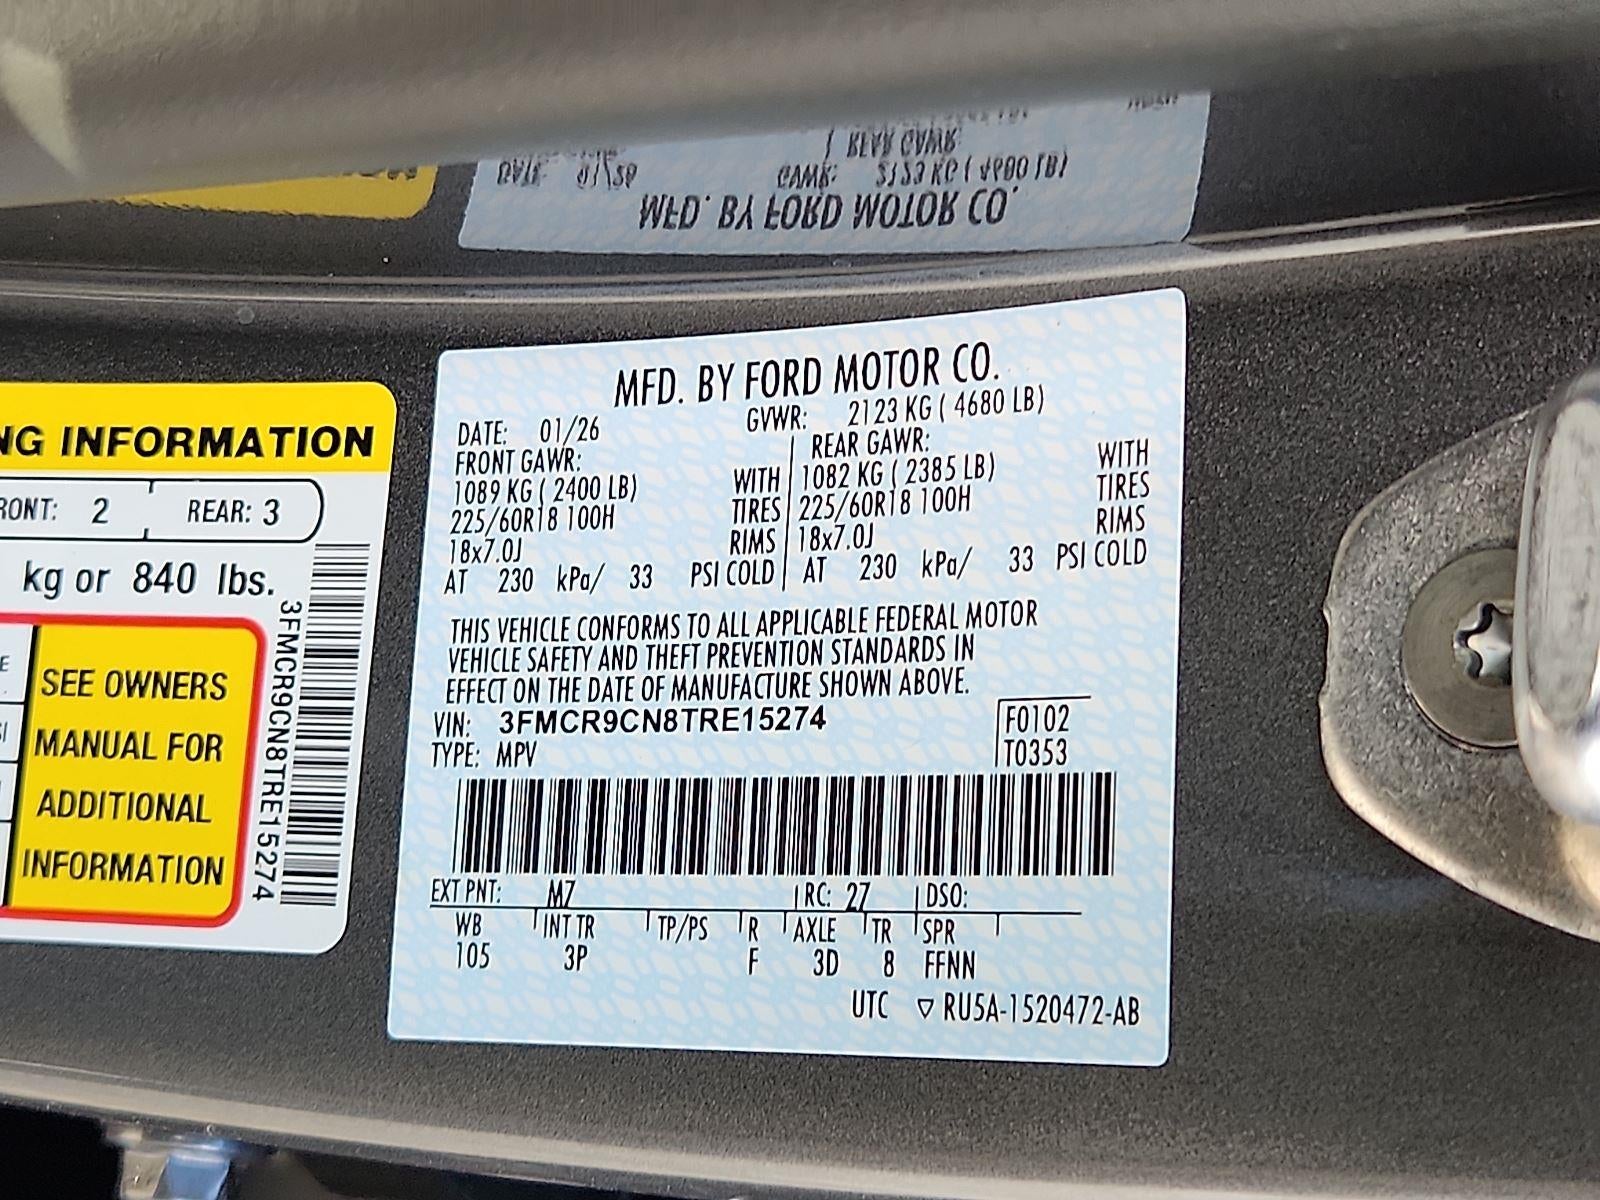 MFD. BY FORD MOTOR CO.
DATE: 01/26 GVWR: 2123 KG ( 4680 LB)
FRONT GAWR: REAR GAWR:
1089 KG ( 2400 LB) WITH 1082 KG ( 2385 LB) WITH
225/60R18 100H TIRES 225/60R18 100H TIRES
18x7.0J RIMS 18x7.0J RIMS
AT 230 kPa/ 33 PSI COLD AT 230 kPa/ 33 PSI COLD
THIS VEHICLE CONFORMS TO ALL APPLICABLE FEDERAL MOTOR
VEHICLE SAFETY AND THEFT PREVENTION STANDARDS IN
EFFECT ON THE DATE OF MANUFACTURE SHOWN ABOVE.
VIN: 3FMCR9CN8TRE15274 F0102
TYPE: MPV T0353
EXT PNT: M7 RC: 27 DSO:
WB INT TR TP/PS R AXLE TR SPR
105 3P F 3D 8 FFNN
UTC ▽ RU5A-1520472-AB
NG INFORMATION
RONT: 2 REAR: 3
kg or 840 lbs.
SEE OWNERS
MANUAL FOR
ADDITIONAL
INFORMATION
3FMCR9CN8TRE15274